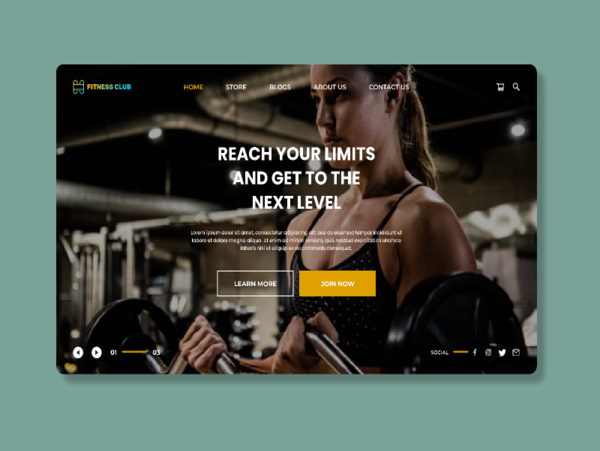 FITNESS CLUB
HOME STORE BLOGS ABOUT US CONTACT US
REACH YOUR LIMITS
AND GET TO THE
NEXT LEVEL
Lorem ipsum dolor sit amet, consectetur adipiscing elit, sed do eiusmod tempor incididunt ut
labore et dolore magna aliqua. Ut enim ad minim veniam, quis nostrud exercitation ullamco
laboris nisi ut aliquip ex ea commodo consequat.
LEARN MORE JOIN NOW
01 03
SOCIAL